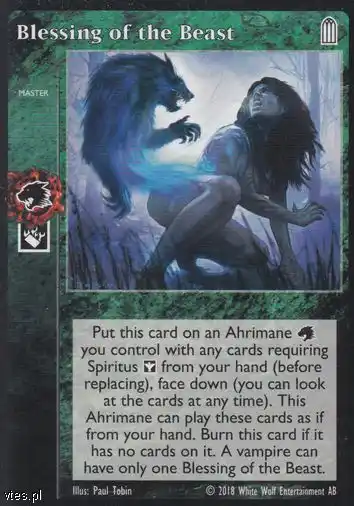 Blessing of the Beast
MASTER
Put this card on an Ahrimane
you control with any cards requiring
Spiritus from your hand (before
replacing), face down (you can look
at the cards at any time). This
Ahrimane can play these cards as if
from your hand. Burn this card if it
has no cards on it. A vampire can
have only one Blessing of the Beast.
Illus: Paul Tobin © 2018 White Wolf Entertainment AB
vtes.pl